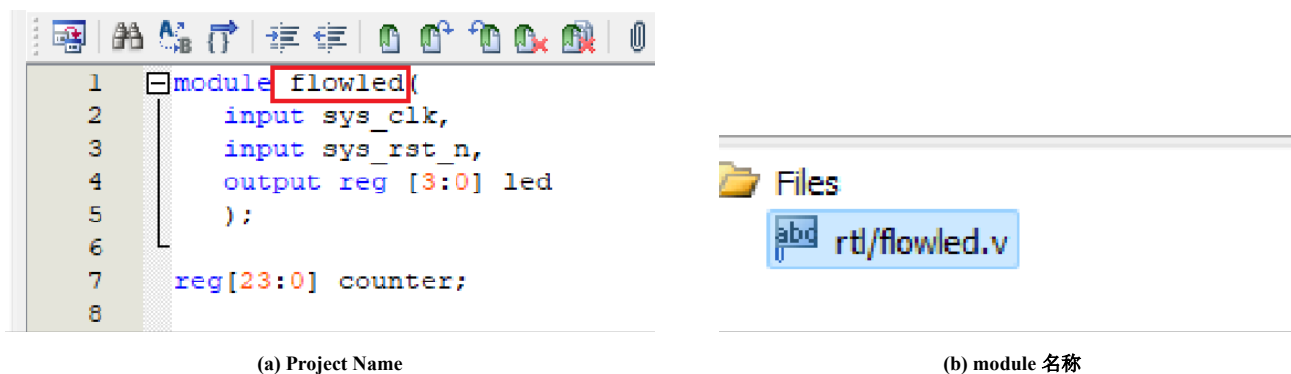 1 module flowled(
2 input sys_clk,
3 input sys_rst_n,
4 output reg [3:0] led
5 );
6
7 reg[23:0] counter;
8
Files
abc rtl/flowled.v
(a) Project Name
(b) module 名称